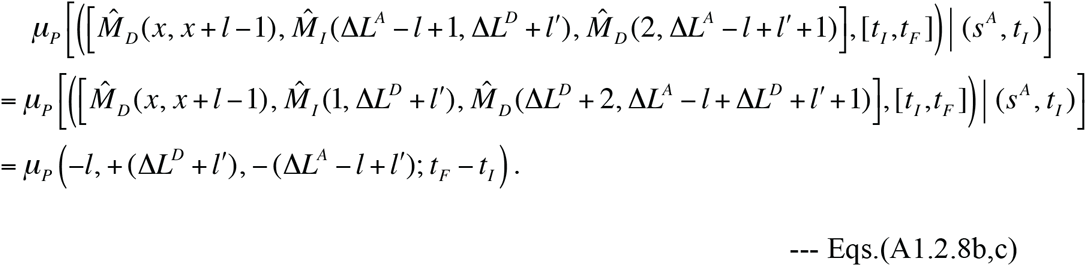 μ_P[([M̂_D(x, x+l−1), M̂_I(ΔL^A−l+1, ΔL^D+l′), M̂_D(2, ΔL^A−l+l′+1)], [t_I,t_F])| (s^A, t_I)]
= μ_P[([M̂_D(x, x+l−1), M̂_I(1, ΔL^D+l′), M̂_D(ΔL^D+2, ΔL^A−l+ΔL^D+l′+1)], [t_I,t_F])| (s^A, t_I)]
= μ_P(−l, +(ΔL^D+l′), −(ΔL^A−l+l′); t_F−t_I).
--- Eqs.(A1.2.8b,c)